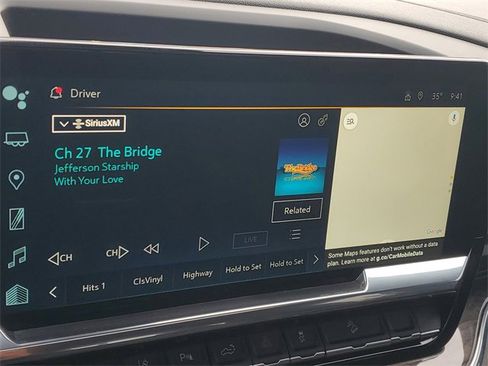 Driver
35° 9:41
SiriusXM
Ch 27 The Bridge
Jefferson Starship
With Your Love
The Bridge
Related
CH CH LIVE
Hits 1 ClsVinyl Highway Hold to Set Hold to Set
Google
Some Maps features don't work without a data
plan. Learn more at g.co/CarMobileData
P